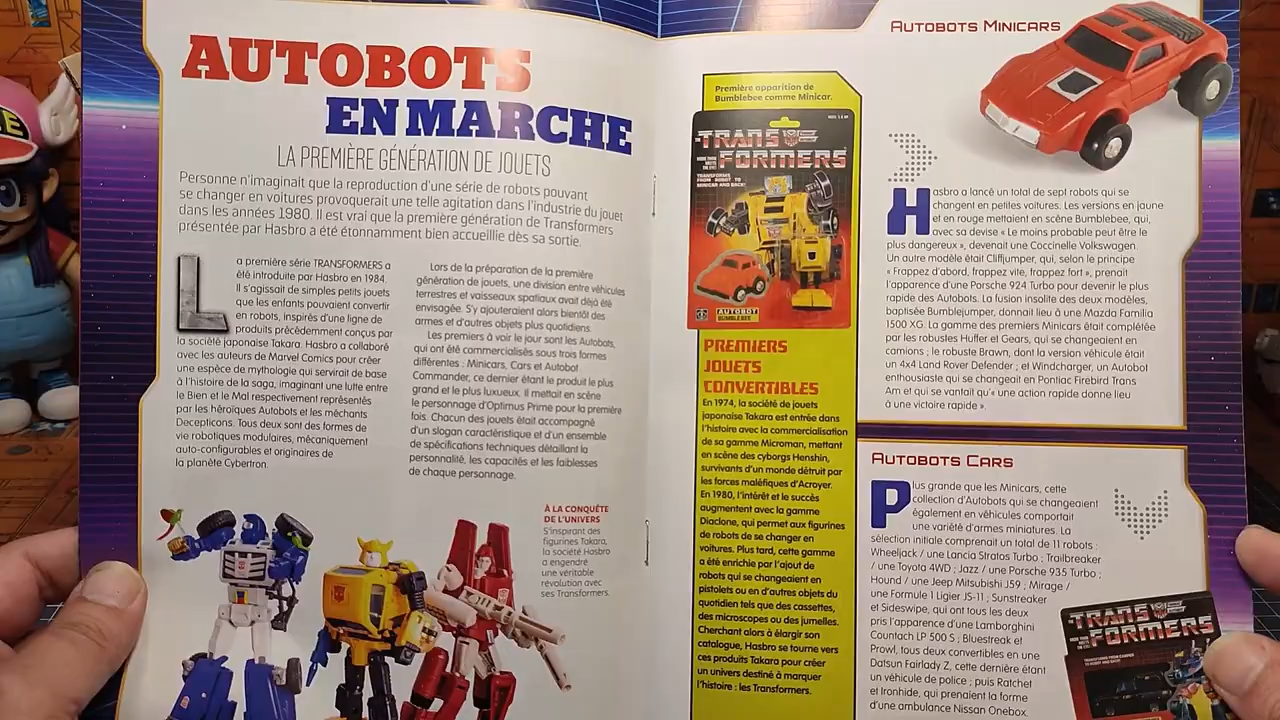 AUTOBOTS
EN MARCHE
LA PREMIÈRE GÉNÉRATION DE JOUETS
Personne n'imaginait que la reproduction d'une série de robots pouvant
se changer en voitures provoquerait une telle agitation dans l'industrie du jouet
dans les années 1980. Il est vrai que la première génération de Transformers
présentée par Hasbro a été étonnamment bien accueillie dès sa sortie.
La première série TRANSFORMERS a
été introduite par Hasbro en 1984.
Il s'agissait de simples petits jouets
que les enfants pouvaient convertir
en robots, inspirés d'une ligne de
produits précédemment conçus par
la société japonaise Takara. Hasbro a collaboré
avec les auteurs de Marvel Comics pour créer
une espèce de mythologie qui servirait de base
à l'histoire de la saga, imaginant une lutte entre
le Bien et le Mal respectivement représentés
par les héroïques Autobots et les méchants
Decepticons. Tous deux sont des formes de
vie robotiques modulaires, mécaniquement
auto-configurables et originaires de
la planète Cybertron.
Lors de la préparation de la première
génération de jouets, une division entre véhicules
terrestres et vaisseaux spatiaux avait déjà été
envisagée. S'y ajouteraient alors bientôt des
armes et d'autres objets plus quotidiens.
Les premiers à voir le jour sont les Autobots,
qui ont été commercialisés sous trois formes
différentes : Minicars, Cars et Autobot
Commander, ce dernier étant le produit le plus
grand et le plus luxueux. Il mettait en scène
le personnage d'Optimus Prime pour la première
fois. Chacun des jouets était accompagné
d'un slogan caractéristique et d'un ensemble
de spécifications techniques détaillant la
personnalité, les capacités et les faiblesses
de chaque personnage.
À LA CONQUÊTE
DE L'UNIVERS
S'inspirant des
figurines Takara,
la société Hasbro
a engendré
une véritable
révolution avec
ses Transformers.
Première apparition de
Bumblebee comme Minicar.
TRANS
FORMERS
TRANSFORMS
FROM ROBOT TO
MINICAR AND BACK!
AUTOBOT
BUMBLEBEE
PREMIERS
JOUETS
CONVERTIBLES
En 1974, la société de jouets
japonaise Takara est entrée dans
l'histoire avec la commercialisation
de sa gamme Microman, mettant
en scène des cyborgs Henshin,
survivants d'un monde détruit par
les forces maléfiques d'Acroyer.
En 1980, l'intérêt et le succès
augmentent avec la gamme
Diaclone, qui permet aux figurines
de robots de se changer en
voitures. Plus tard, cette gamme
a été enrichie par l'ajout de
robots qui se changeaient en
pistolets ou en d'autres objets du
quotidien tels que des cassettes,
des microscopes ou des jumelles.
Cherchant alors à élargir son
catalogue, Hasbro se tourne vers
ces produits Takara pour créer
un univers destiné à marquer
l'histoire : les Transformers.
AUTOBOTS MINICARS
Hasbro a lancé un total de sept robots qui se
changent en petites voitures. Les versions en jaune
et en rouge mettaient en scène Bumblebee, qui,
avec sa devise « Le moins probable peut être le
plus dangereux », devenait une Coccinelle Volkswagen.
Un autre modèle était Cliffjumper, qui, selon le principe
« Frappez d'abord, frappez vite, frappez fort », prenait
l'apparence d'une Porsche 924 Turbo pour devenir le plus
rapide des Autobots. La fusion insolite des deux modèles,
baptisée Bumblejumper, donnait lieu à une Mazda Familia
1500 XG. La gamme des premiers Minicars était complétée
par les robustes Huffer et Gears, qui se changeaient en
camions ; le robuste Brawn, dont la version véhicule était
un 4x4 Land Rover Defender ; et Windcharger, un Autobot
enthousiaste qui se changeait en Pontiac Firebird Trans
Am et qui se vantait qu'« une action rapide donne lieu
à une victoire rapide ».
AUTOBOTS CARS
Plus grande que les Minicars, cette
collection d'Autobots qui se changeaient
également en véhicules comportait
une variété d'armes miniatures. La
sélection initiale comprenait un total de 11 robots :
Wheeljack / une Lancia Stratos Turbo ; Trailbreaker
/ une Toyota 4WD ; Jazz / une Porsche 935 Turbo ;
Hound / une Jeep Mitsubishi J59 ; Mirage /
une Formule 1 Ligier JS-11 ; Sunstreaker
et Sideswipe, qui ont tous les deux
pris l'apparence d'une Lamborghini
Countach LP 500 S ; Bluestreak et
Prowl, tous deux convertibles en une
Datsun Fairlady Z, cette dernière étant
un véhicule de police ; puis Ratchet
et Ironhide, qui prenaient la forme
d'une ambulance Nissan Onebox.
TRANS
FORMERS